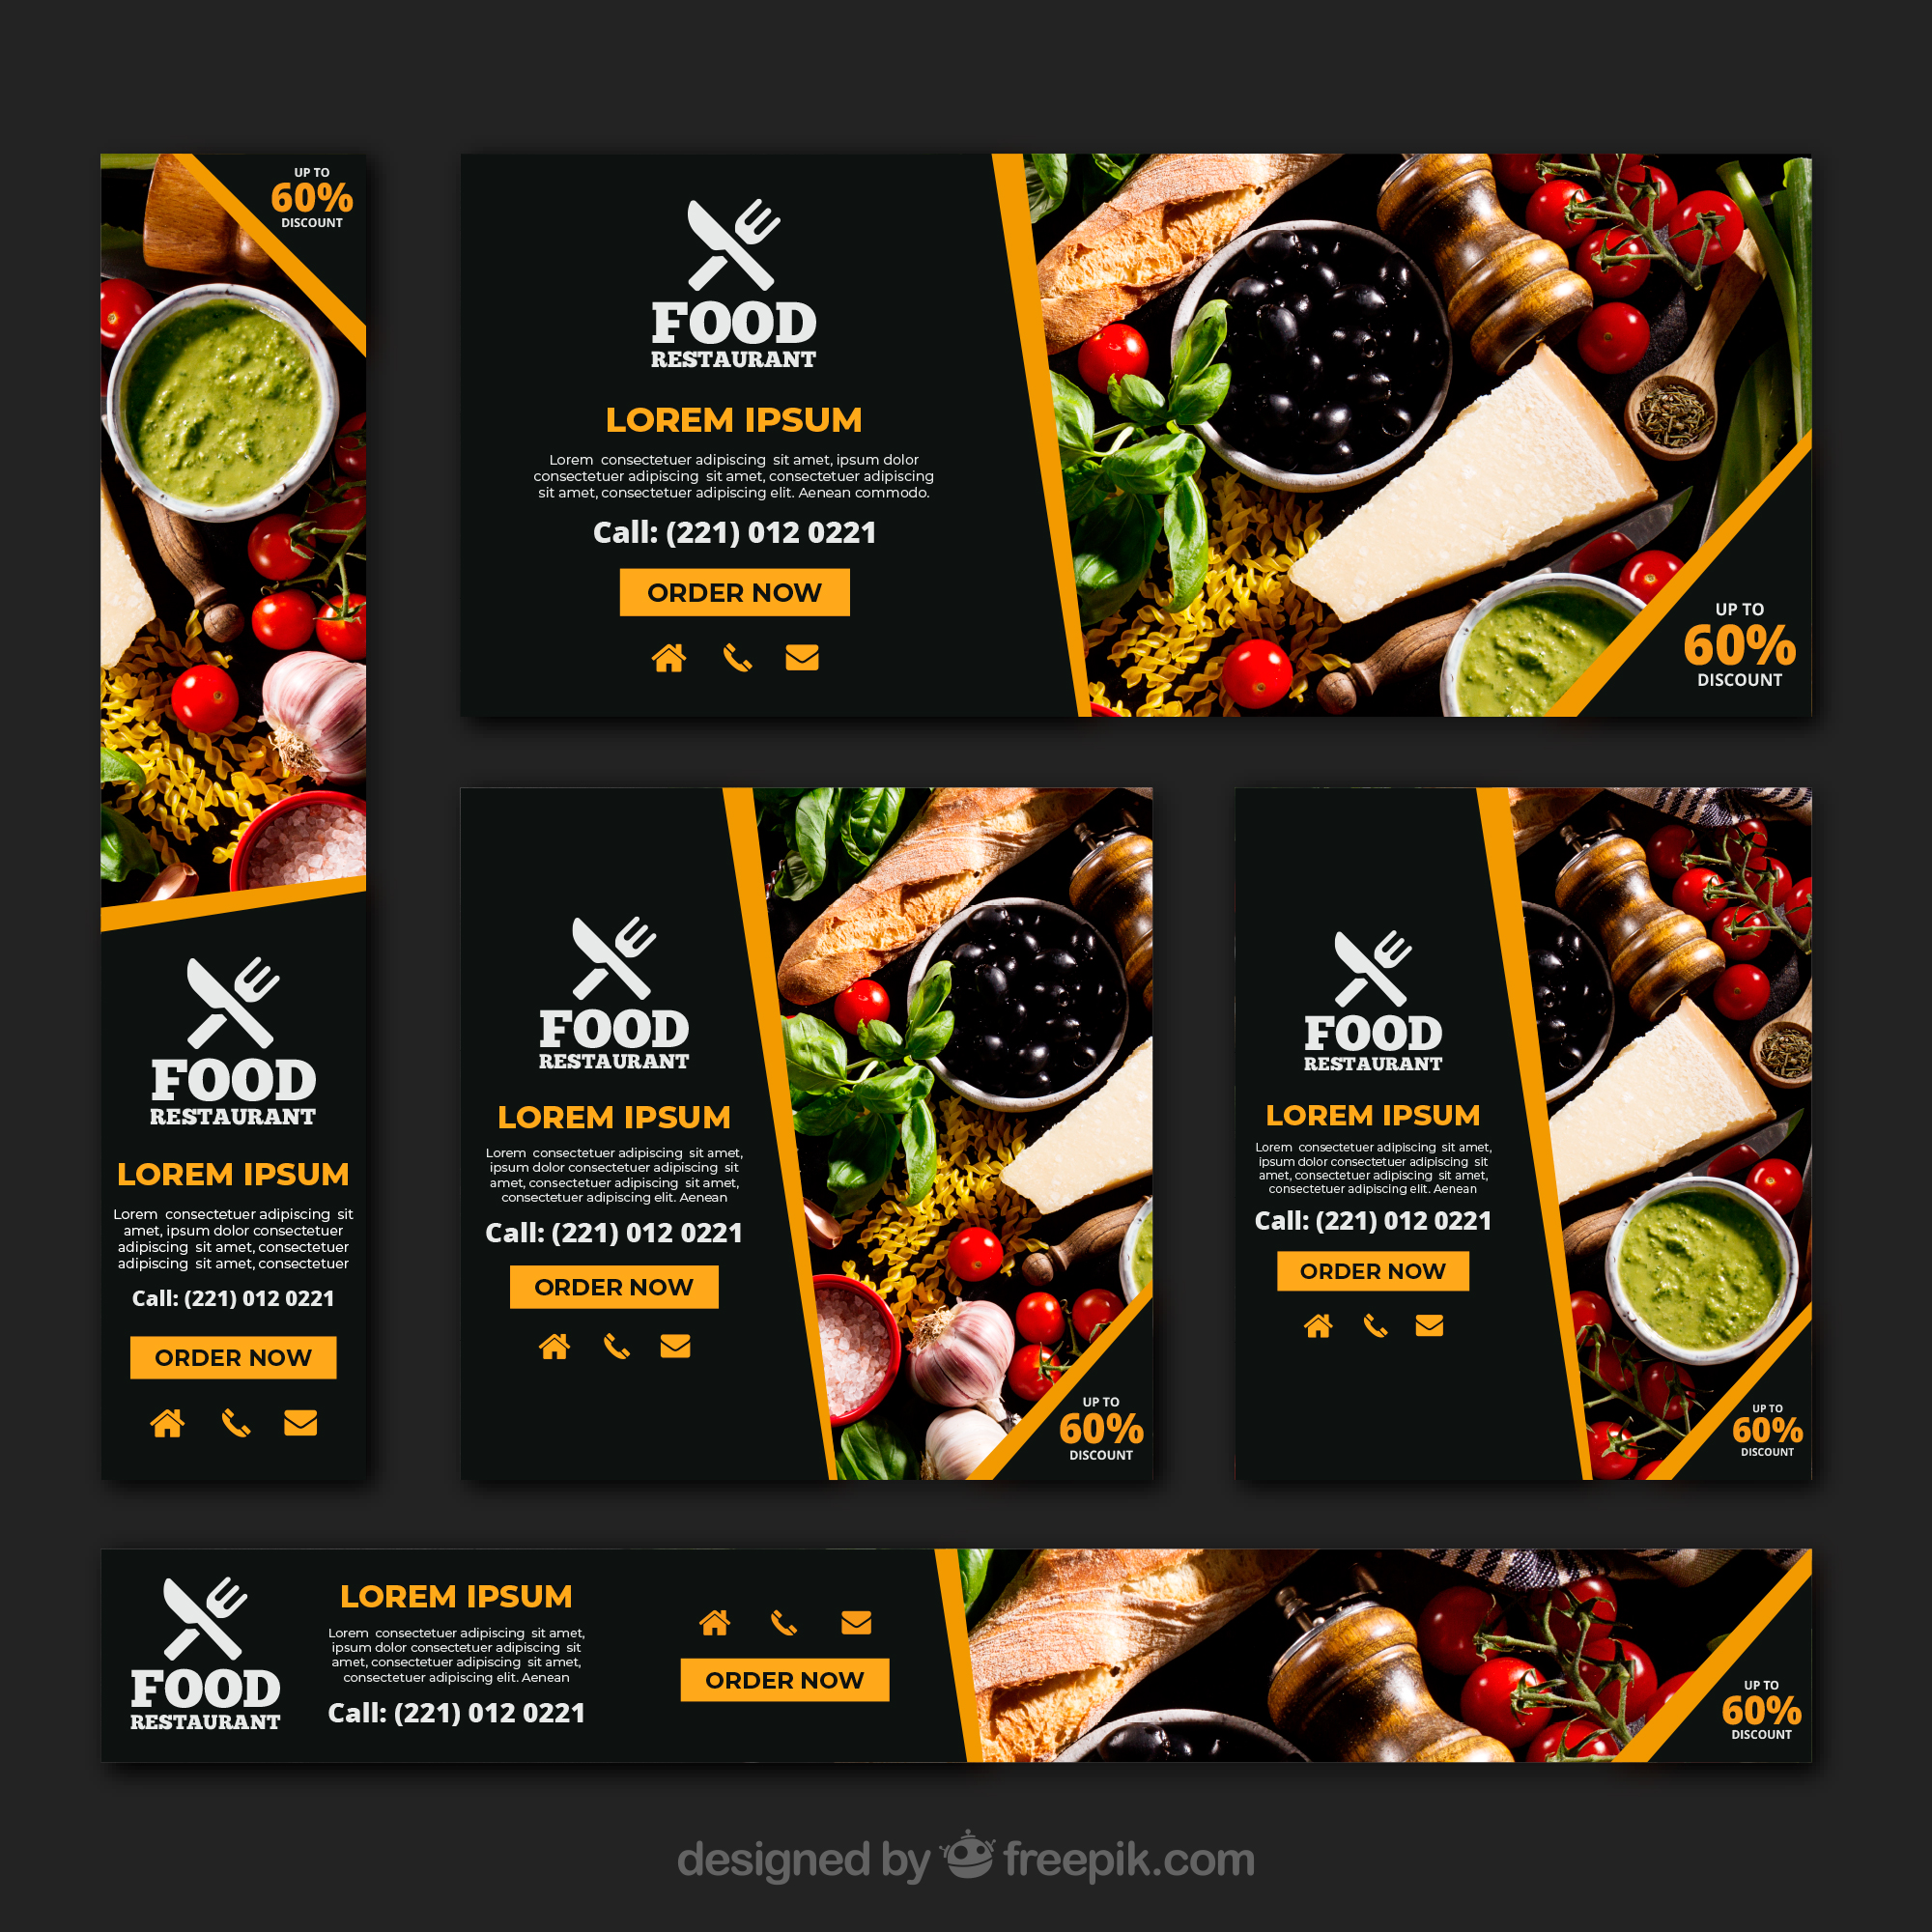 UP TO
60%
DISCOUNT
FOOD
RESTAURANT
LOREM IPSUM
Lorem consectetuer adipiscing sit
amet, ipsum dolor consectetuer
adipiscing sit amet, consectetuer
adipiscing sit amet, consectetuer
Call: (221) 012 0221
ORDER NOW
FOOD
RESTAURANT
LOREM IPSUM
Lorem consectetuer adipiscing sit amet, ipsum dolor
consectetuer adipiscing sit amet, consectetuer adipiscing
sit amet, consectetuer adipiscing elit. Aenean commodo.
Call: (221) 012 0221
ORDER NOW
UP TO
60%
DISCOUNT
FOOD
RESTAURANT
LOREM IPSUM
Lorem consectetuer adipiscing sit amet,
ipsum dolor consectetuer adipiscing sit
amet, consectetuer adipiscing sit amet,
consectetuer adipiscing elit. Aenean
Call: (221) 012 0221
ORDER NOW
UP TO
60%
DISCOUNT
FOOD
RESTAURANT
LOREM IPSUM
Lorem consectetuer adipiscing sit amet,
ipsum dolor consectetuer adipiscing sit
amet, consectetuer adipiscing sit amet,
consectetuer adipiscing elit. Aenean
Call: (221) 012 0221
ORDER NOW
UP TO
60%
DISCOUNT
FOOD
RESTAURANT
LOREM IPSUM
Lorem consectetuer adipiscing sit amet,
ipsum dolor consectetuer adipiscing sit
amet, consectetuer adipiscing sit amet,
consectetuer adipiscing elit. Aenean
Call: (221) 012 0221
ORDER NOW
UP TO
60%
DISCOUNT
designed by freepik.com